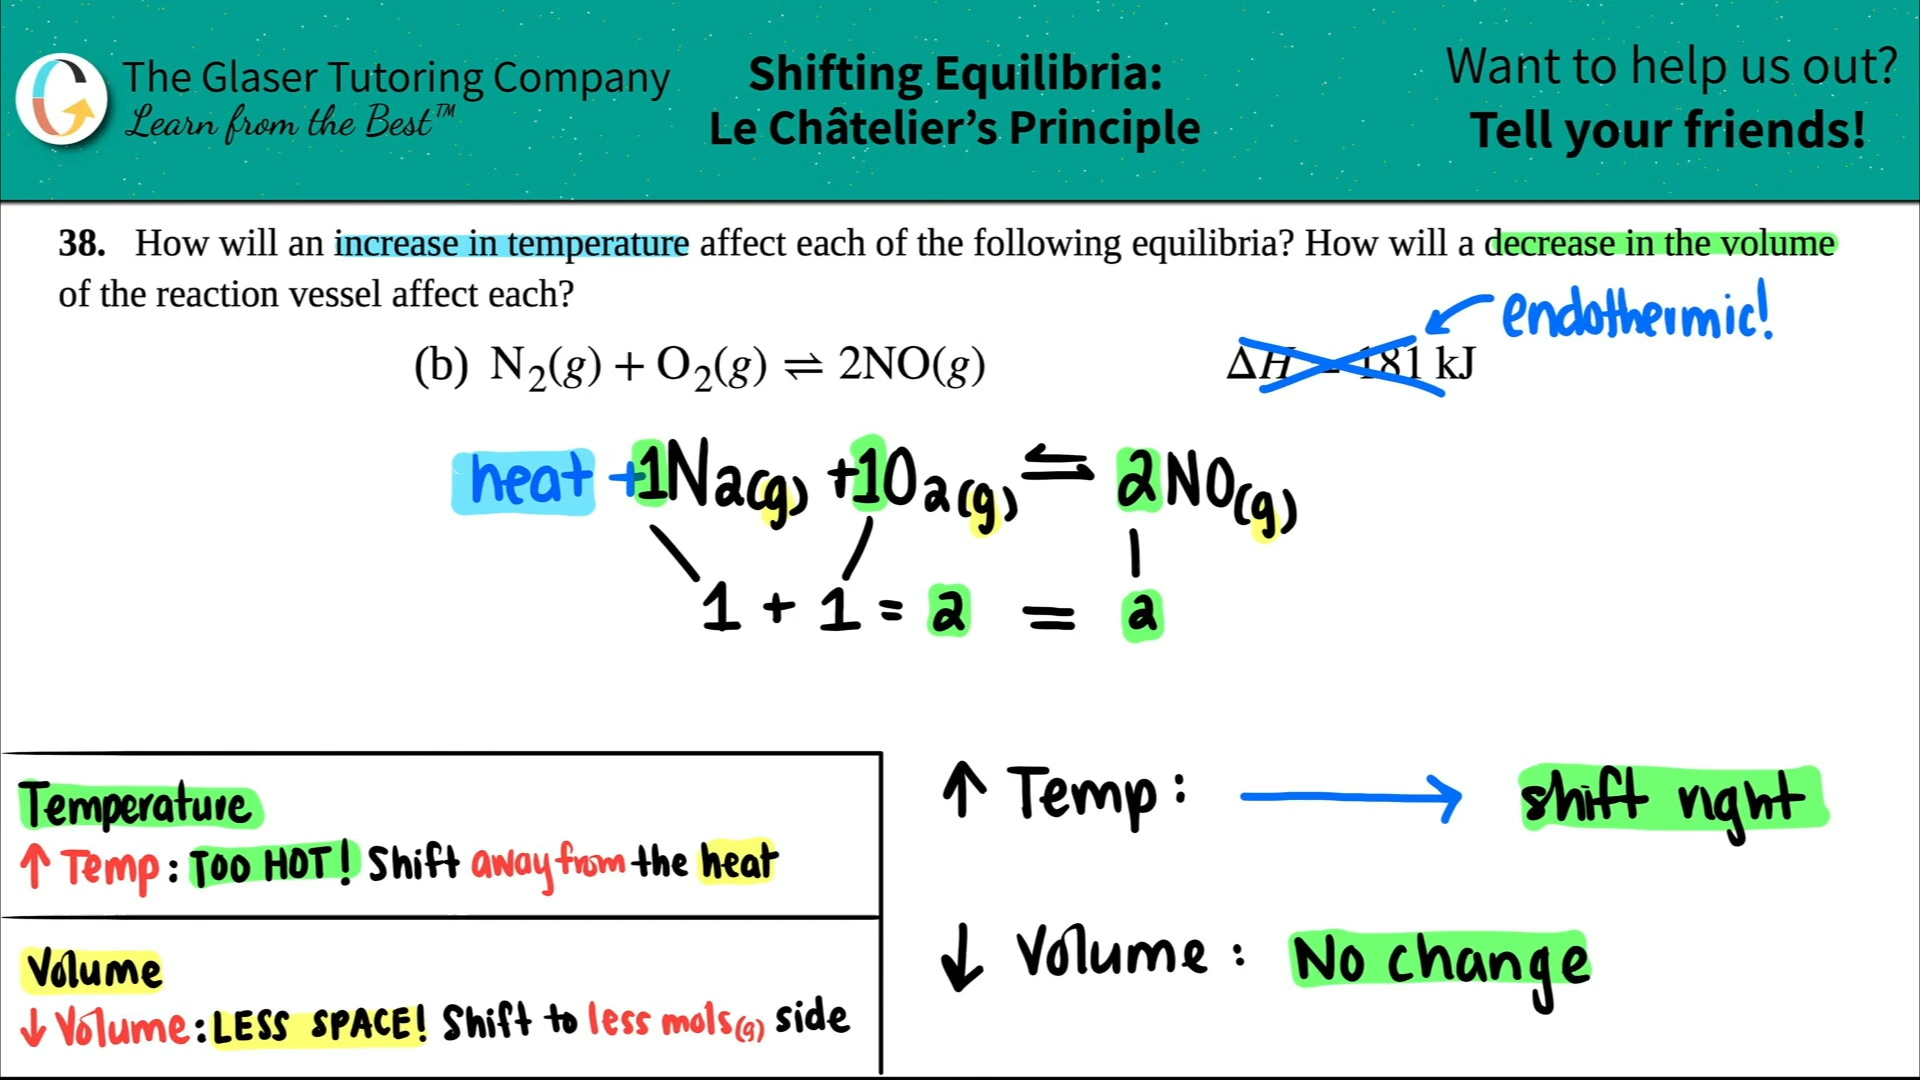 The Glaser Tutoring Company
Learn from the Best™
Shifting Equilibria:
Le Châtelier's Principle
Want to help us out?
Tell your friends!
38. How will an increase in temperature affect each of the following equilibria? How will a decrease in the volume
of the reaction vessel affect each?
endothermic!
(b) N₂(g) + O₂(g) ⇌ 2NO(g) ΔH = 181 kJ
heat + 1N₂(g) + 1O₂(g) ⇌ 2NO(g)
1 + 1 = 2 = 2
Temperature
↑ Temp: TOO HOT! Shift away from the heat
Volume
↓ Volume: LESS SPACE! Shift to less mols(g) side
↑ Temp: → shift right
↓ Volume: No change